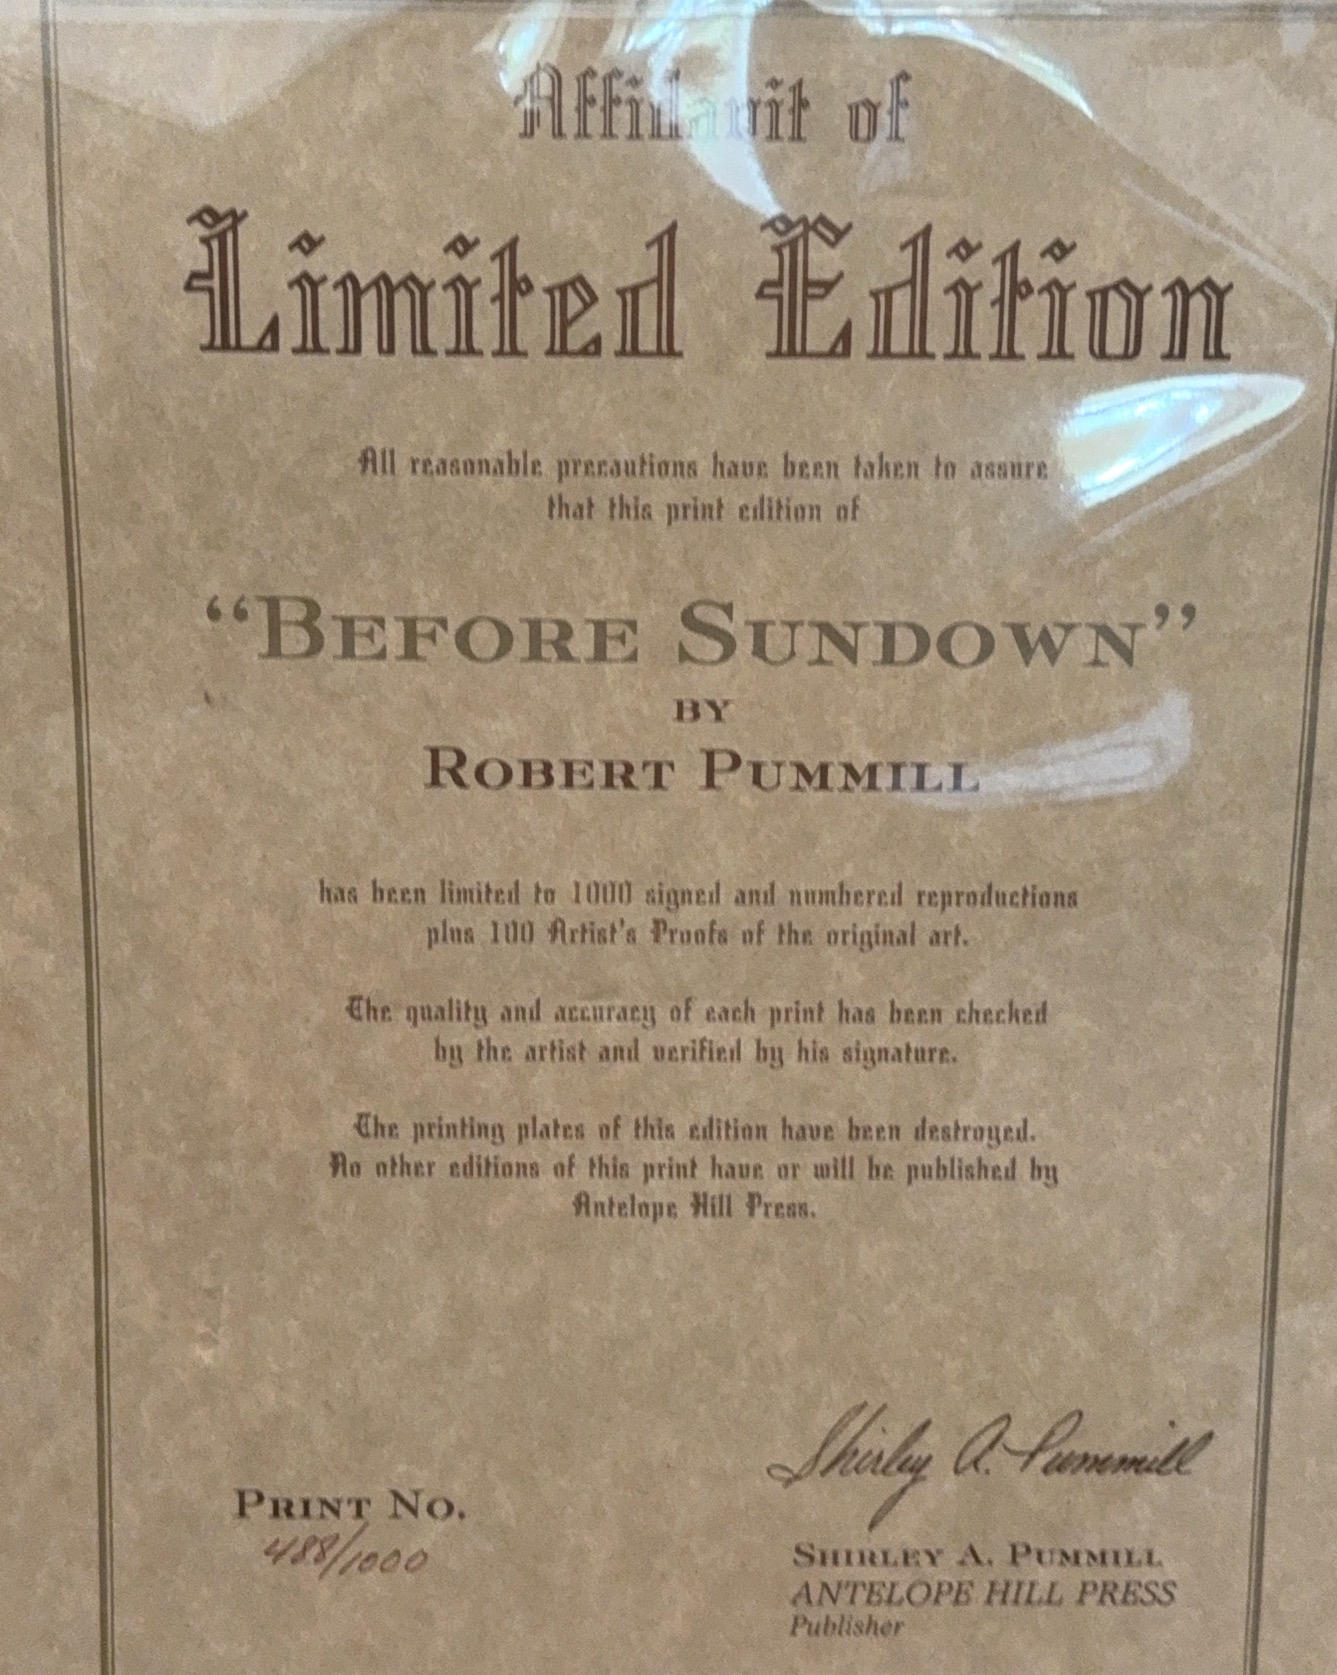 Affidavit of
Limited Edition
All reasonable precautions have been taken to assure
that this print edition of
“BEFORE SUNDOWN”
BY
ROBERT PUMMILL
has been limited to 1000 signed and numbered reproductions
plus 100 Artist's Proofs of the original art.
The quality and accuracy of each print has been checked
by the artist and verified by his signature.
The printing plates of this edition have been destroyed.
No other editions of this print have or will be published by
Antelope Hill Press.
Shirley A. Pummill
PRINT NO.
488/1000
SHIRLEY A. PUMMILL
ANTELOPE HILL PRESS
Publisher